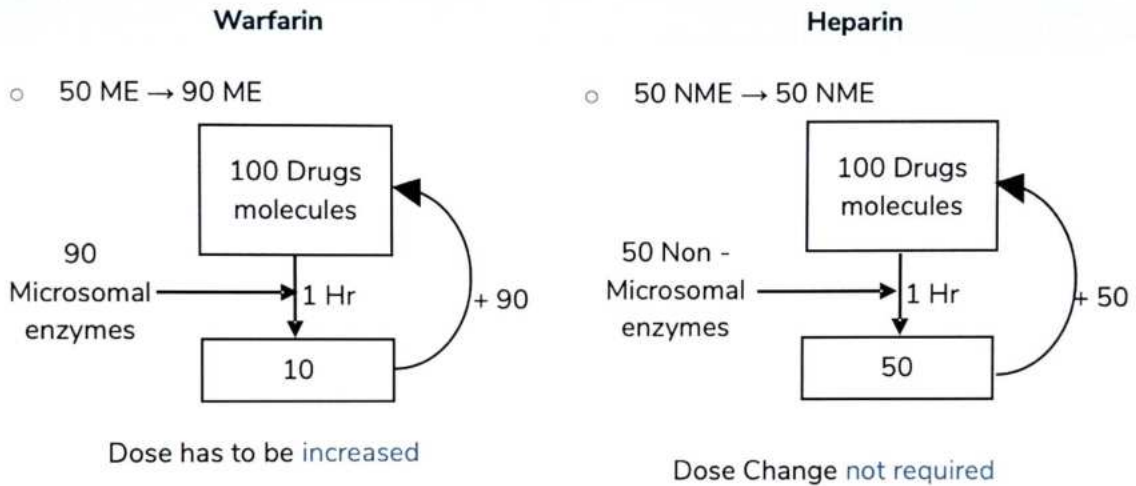 Warfarin
○ 50 ME → 90 ME
100 Drugs
molecules
90
Microsomal
enzymes
1 Hr
+ 90
10
Dose has to be increased
Heparin
○ 50 NME → 50 NME
100 Drugs
molecules
50 Non -
Microsomal
enzymes
1 Hr
+ 50
50
Dose Change not required